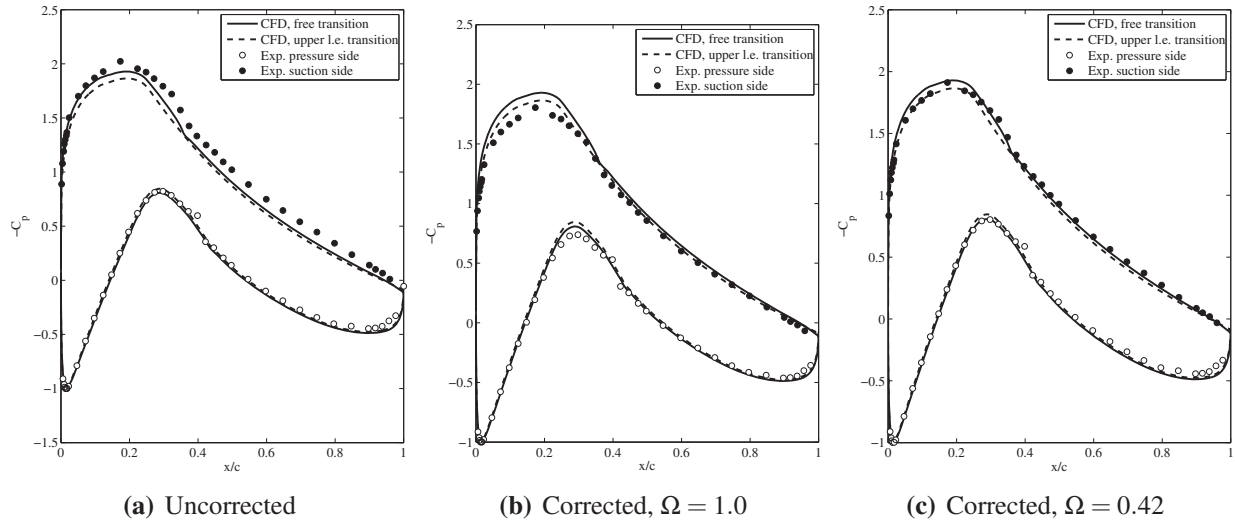 −2.5
CFD, free transition
CFD, upper l.e. transition
Exp. pressure side
Exp. suction side
2
1.5
1
0.5
−C_p
0
−0.5
−1
−1.5
0 0.2 0.4 0.6 0.8 1
x/c
(a) Uncorrected
−2.5
CFD, free transition
CFD, upper l.e. transition
Exp. pressure side
Exp. suction side
2
1.5
1
0.5
−C_p
0
−0.5
−1
0 0.2 0.4 0.6 0.8 1
x/c
(b) Corrected, Ω = 1.0
−2.5
CFD, free transition
CFD, upper l.e. transition
Exp. pressure side
Exp. suction side
2
1.5
1
0.5
−C_p
0
−0.5
−1
0 0.2 0.4 0.6 0.8 1
x/c
(c) Corrected, Ω = 0.42